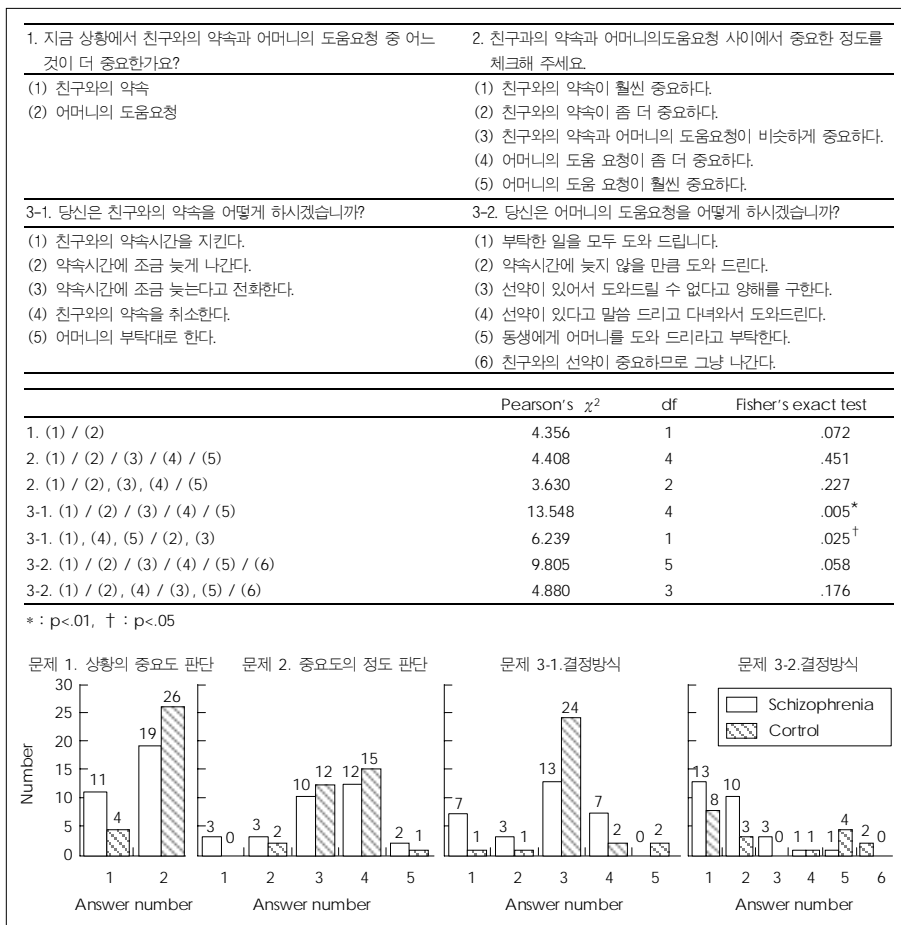 1. 지금 상황에서 친구와의 약속과 어머니의 도움요청 중 어느
것이 더 중요한가요?
2. 친구과의 약속과 어머니의도움요청 사이에서 중요한 정도를
체크해 주세요.
(1) 친구와의 약속
(2) 어머니의 도움요청
(1) 친구와의 약속이 훨씬 중요하다.
(2) 친구와의 약속이 좀 더 중요하다.
(3) 친구와의 약속과 어머니의 도움요청이 비슷하게 중요하다.
(4) 어머니의 도움 요청이 좀 더 중요하다.
(5) 어머니의 도움 요청이 훨씬 중요하다.
3-1. 당신은 친구와의 약속을 어떻게 하시겠습니까?
3-2. 당신은 어머니의 도움요청을 어떻게 하시겠습니까?
(1) 친구와의 약속시간을 지킨다.
(2) 약속시간에 조금 늦게 나간다.
(3) 약속시간에 조금 늦는다고 전화한다.
(4) 친구와의 약속을 취소한다.
(5) 어머니의 부탁대로 한다.
(1) 부탁한 일을 모두 도와 드립니다.
(2) 약속시간에 늦지 않을 만큼 도와 드린다.
(3) 선약이 있어서 도와드릴 수 없다고 양해를 구한다.
(4) 선약이 있다고 말씀 드리고 다녀와서 도와드린다.
(5) 동생에게 어머니를 도와 드리라고 부탁한다.
(6) 친구와의 선약이 중요하므로 그냥 나간다.
Pearson's χ2 df Fisher's exact test
1. (1) / (2) 4.356 1 .072
2. (1) / (2) / (3) / (4) / (5) 4.408 4 .451
2. (1) / (2), (3), (4) / (5) 3.630 2 .227
3-1. (1) / (2) / (3) / (4) / (5) 13.548 4 .005*
3-1. (1), (4), (5) / (2), (3) 6.239 1 .025†
3-2. (1) / (2) / (3) / (4) / (5) / (6) 9.805 5 .058
3-2. (1) / (2), (4) / (3), (5) / (6) 4.880 3 .176
* : p<.01, † : p<.05
문제 1. 상황의 중요도 판단
Number
30
25
20
15
10
5
0
11 4 19 26
1 2
Answer number
문제 2. 중요도의 정도 판단
3 0 3 2 10 12 12 15 2 1
1 2 3 4 5
Answer number
문제 3-1.결정방식
7 1 3 1 13 24 7 2 0 2
1 2 3 4 5
Answer number
문제 3-2.결정방식
Schizophrenia
Cortrol
13 8 10 3 3 0 1 1 1 4 2 0
1 2 3 4 5 6
Answer number